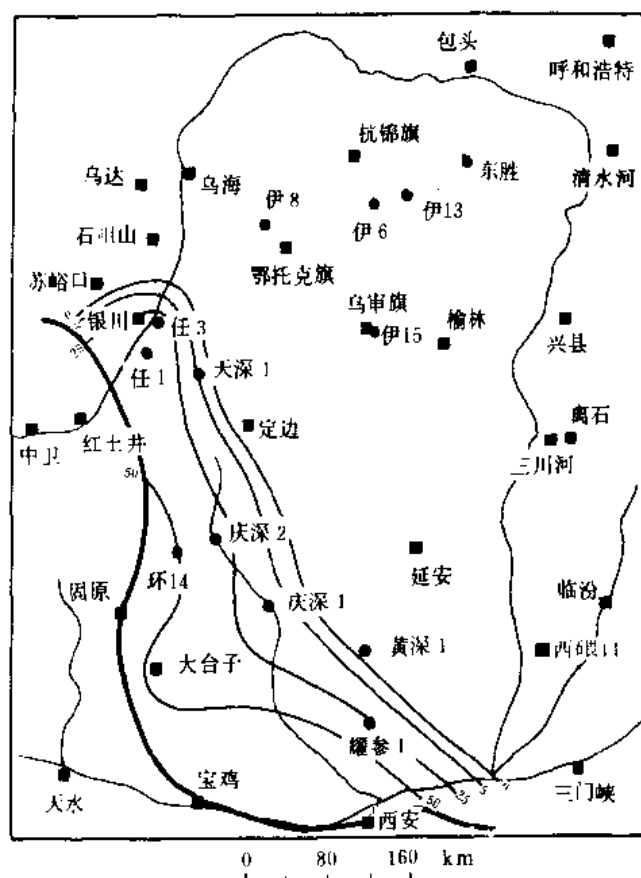 包头
呼和浩特
杭锦旗
东胜
清水河
乌达
乌海
伊8
伊6
伊13
石咀山
鄂托克旗
苏峪口
银川
任3
乌审旗
伊15
榆林
兴县
任1
天深1
中卫
红土井
定边
离石
三川河
50
庆深2
环14
延安
固原
庆深1
临汾
大台子
黄深1
耀参1
天水
宝鸡
50
三门峡
西安
0 80 160 km